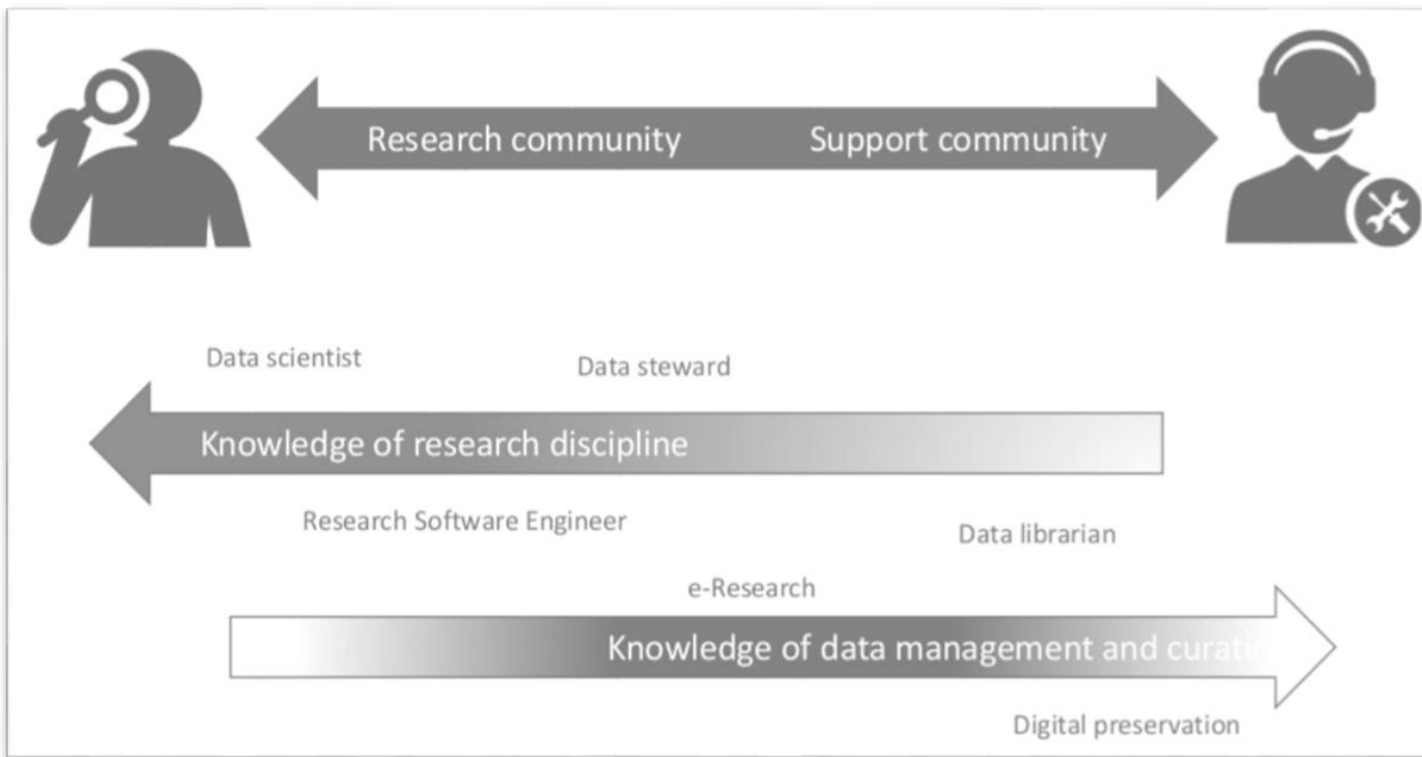 Research community
Support community
Data scientist
Data steward
Knowledge of research discipline
Research Software Engineer
Data librarian
e-Research
Knowledge of data management and curatio
Digital preservation